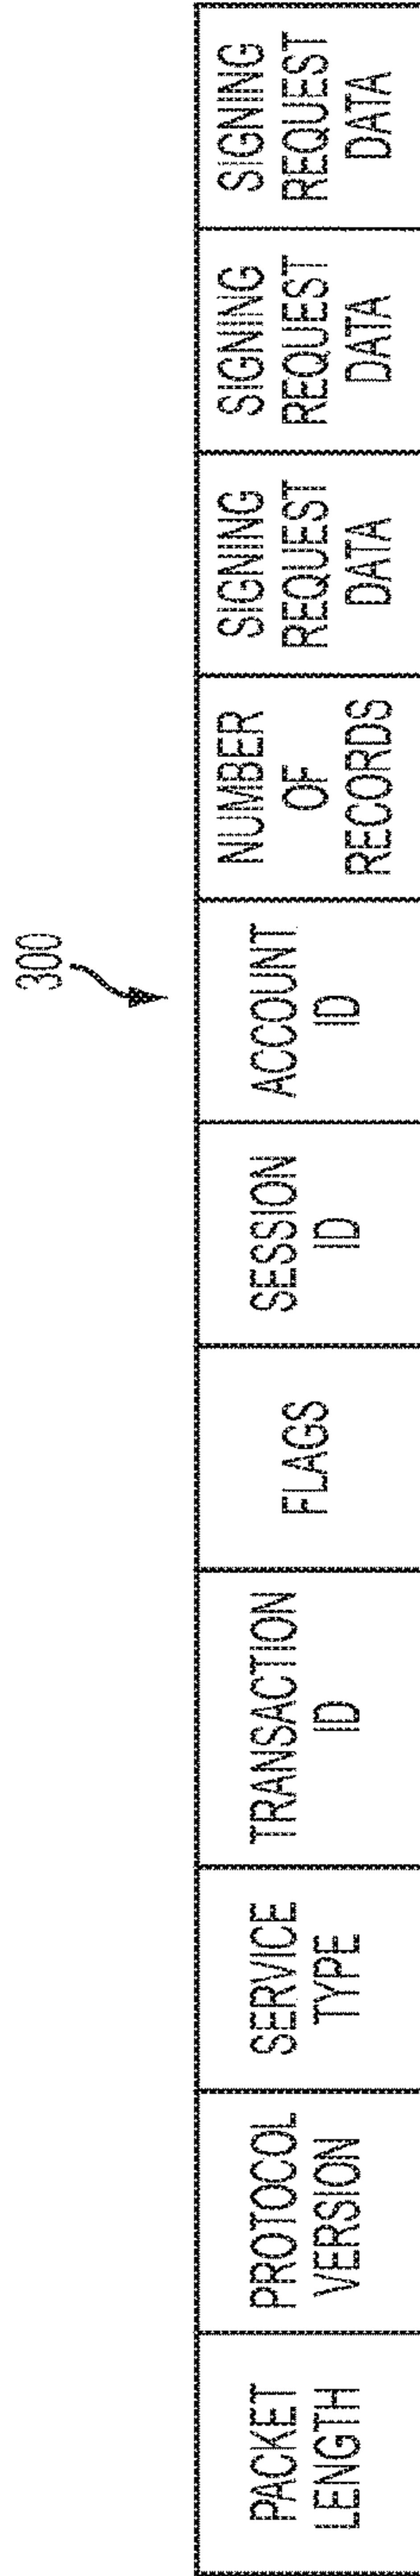 300
PACKET
LENGTH
PROTOCOL
VERSION
SERVICE
TYPE
TRANSACTION
ID
FLAGS
SESSION
ID
ACCOUNT
ID
NUMBER
OF
RECORDS
SIGNING
REQUEST
DATA
SIGNING
REQUEST
DATA
SIGNING
REQUEST
DATA